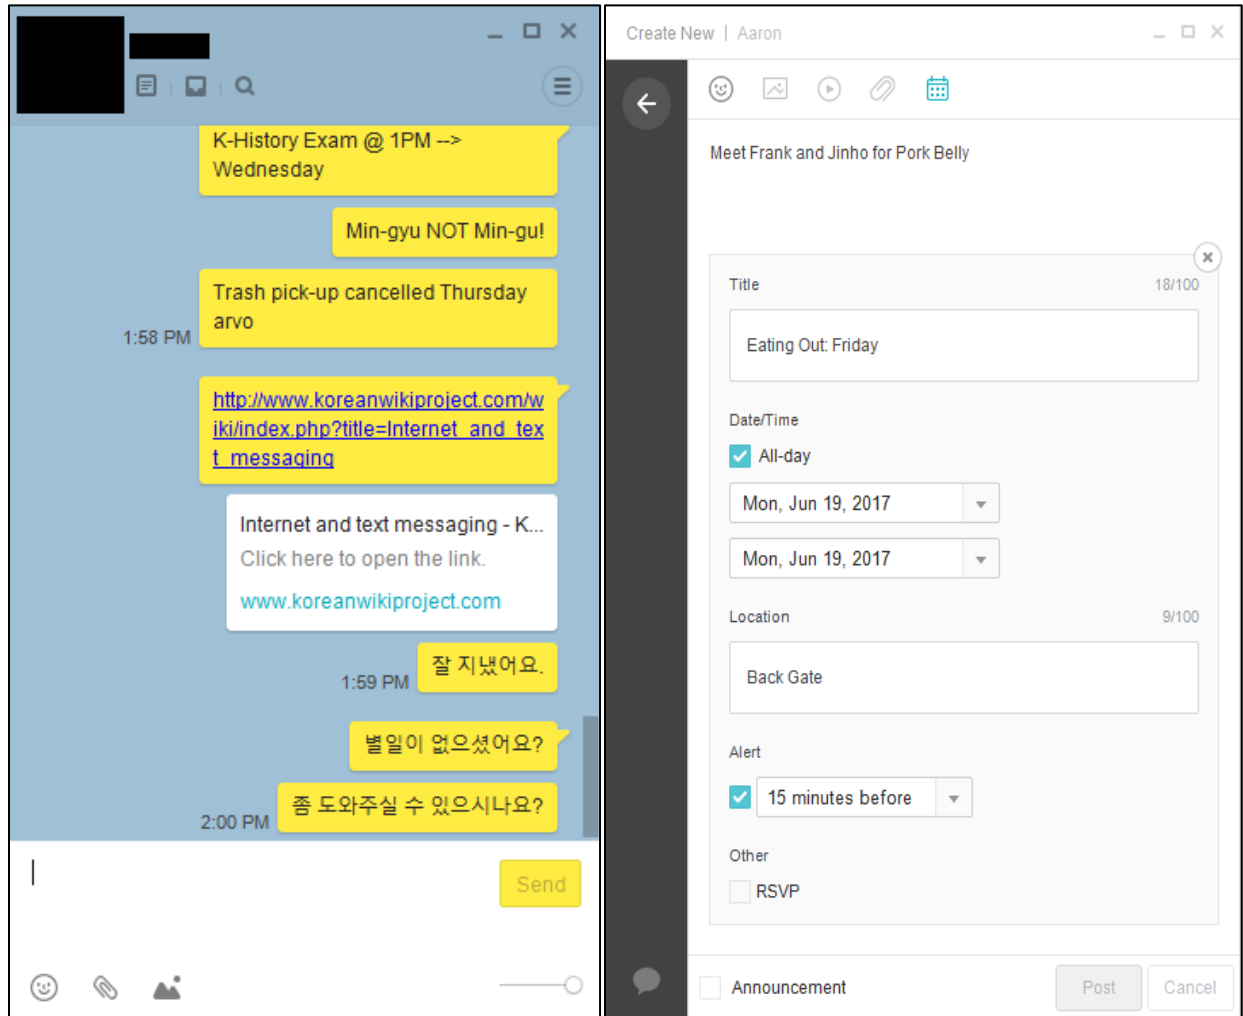 K-History Exam @ 1PM -->
Wednesday
Min-gyu NOT Min-gu!
Trash pick-up cancelled Thursday
arvo
1:58 PM
http://www.koreanwikiproject.com/w
iki/index.php?title=Internet_and_tex
t_messaging
Internet and text messaging - K...
Click here to open the link.
www.koreanwikiproject.com
잘 지냈어요.
1:59 PM
별일이 없으셨어요?
좀 도와주실 수 있으시나요?
2:00 PM
Send
Create New | Aaron
Meet Frank and Jinho for Pork Belly
Title 18/100
Eating Out: Friday
Date/Time
All-day
Mon, Jun 19, 2017
Mon, Jun 19, 2017
Location 9/100
Back Gate
Alert
15 minutes before
Other
RSVP
Announcement
Post Cancel